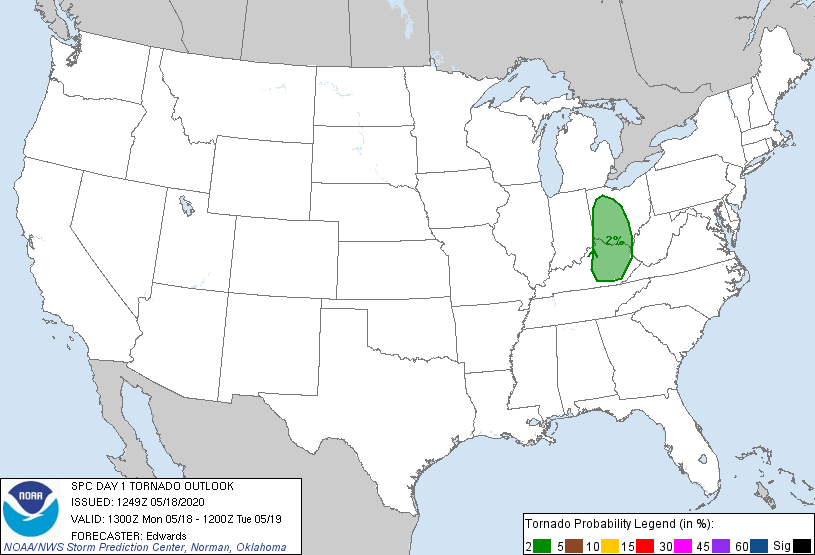 2%
SPC DAY 1 TORNADO OUTLOOK
ISSUED: 1249Z 05/18/2020
VALID: 1300Z Mon 05/18 - 1200Z Tue 05/19
FORECASTER: Edwards
NOAA/NWS Storm Prediction Center, Norman, Oklahoma
NOAA
Tornado Probability Legend (in %):
2 5 10 15 30 45 60 Sig